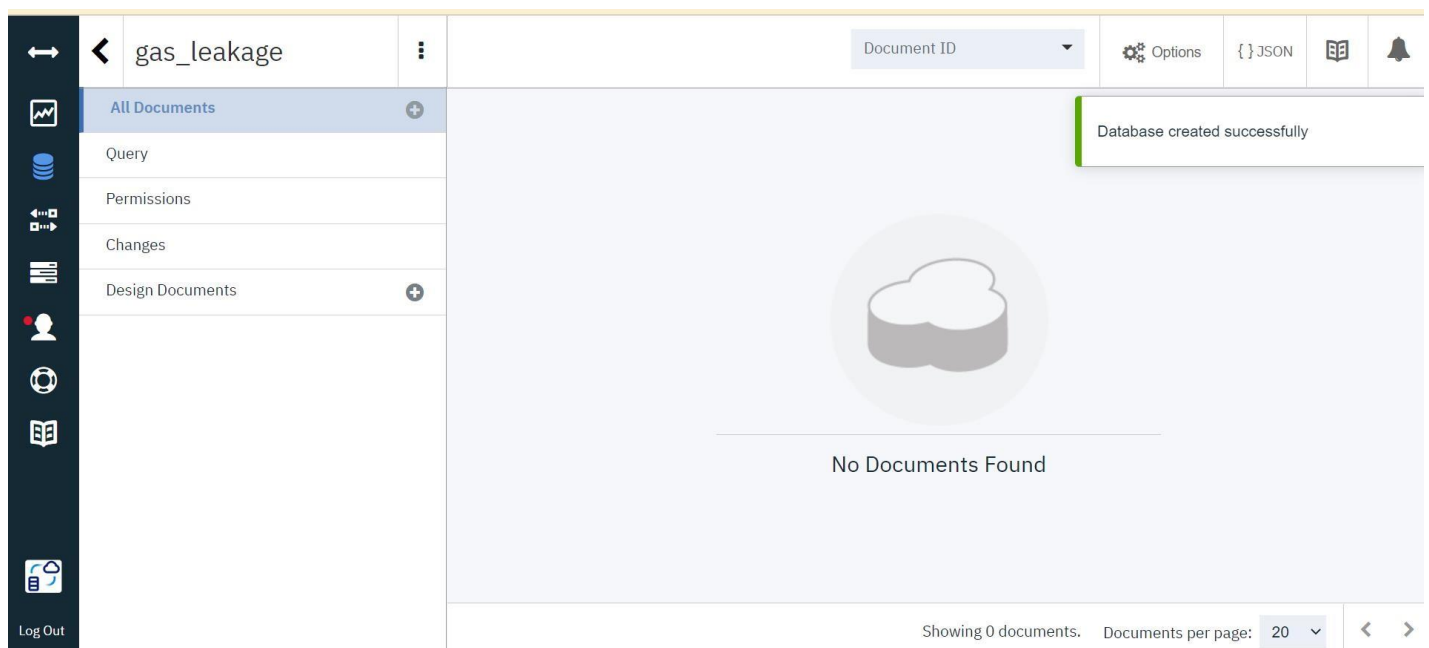 gas_leakage
Document ID
Options
{ } JSON
All Documents
Query
Permissions
Changes
Design Documents
Database created successfully
No Documents Found
Showing 0 documents.
Documents per page: 20
Log Out